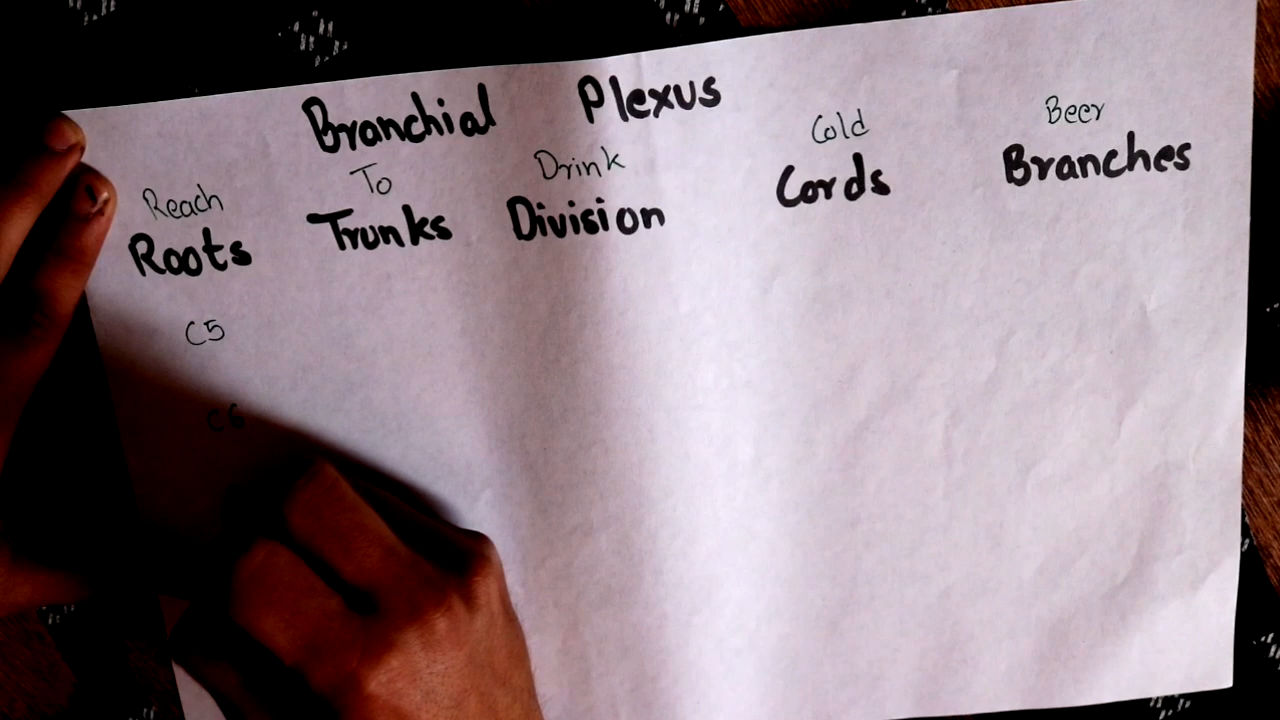 Branchial Plexus
Reach To Drink Cold Beer
Roots Trunks Division Cords Branches
C5
C6